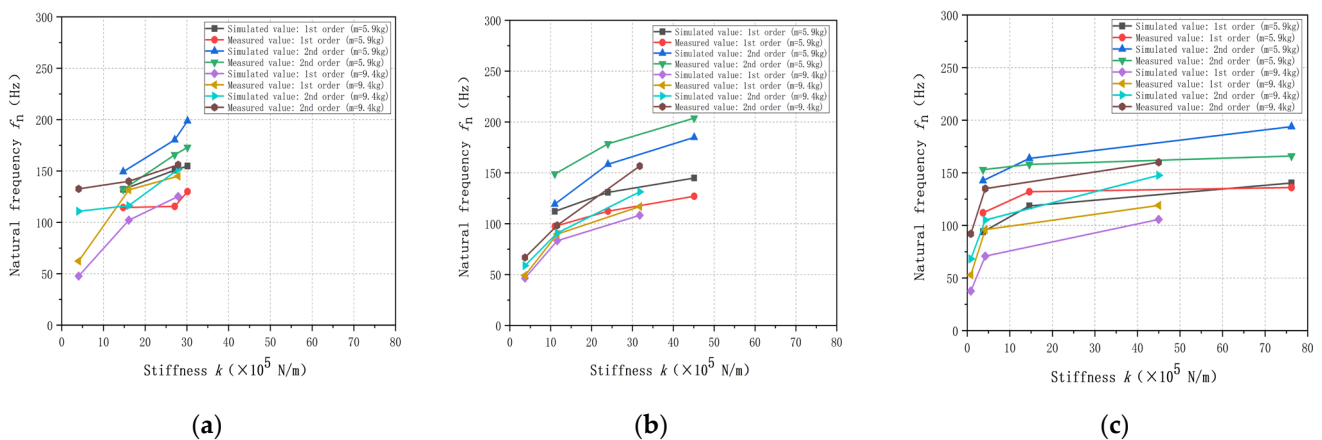 300
250
200
150
100
50
0
Natural frequency fn (Hz)
Simulated value: 1st order (m=5.9kg)
Measured value: 1st order (m=5.9kg)
Simulated value: 2nd order (m=5.9kg)
Measured value: 2nd order (m=5.9kg)
Simulated value: 1st order (m=9.4kg)
Measured value: 1st order (m=9.4kg)
Simulated value: 2nd order (m=9.4kg)
Measured value: 2nd order (m=9.4kg)
0 10 20 30 40 50 60 70 80
Stiffness k (×10⁵ N/m)
(a)
300
250
200
150
100
50
0
Natural frequency fn (Hz)
Simulated value: 1st order (m=5.9kg)
Measured value: 1st order (m=5.9kg)
Simulated value: 2nd order (m=5.9kg)
Measured value: 2nd order (m=5.9kg)
Simulated value: 1st order (m=9.4kg)
Measured value: 1st order (m=9.4kg)
Simulated value: 2nd order (m=9.4kg)
Measured value: 2nd order (m=9.4kg)
0 10 20 30 40 50 60 70 80
Stiffness k (×10⁵ N/m)
(b)
300
250
200
150
100
50
0
Natural frequency fn (Hz)
Simulated value: 1st order (m=5.9kg)
Measured value: 1st order (m=5.9kg)
Simulated value: 2nd order (m=5.9kg)
Measured value: 2nd order (m=5.9kg)
Simulated value: 1st order (m=9.4kg)
Measured value: 1st order (m=9.4kg)
Simulated value: 2nd order (m=9.4kg)
Measured value: 2nd order (m=9.4kg)
0 10 20 30 40 50 60 70 80
Stiffness k (×10⁵ N/m)
(c)